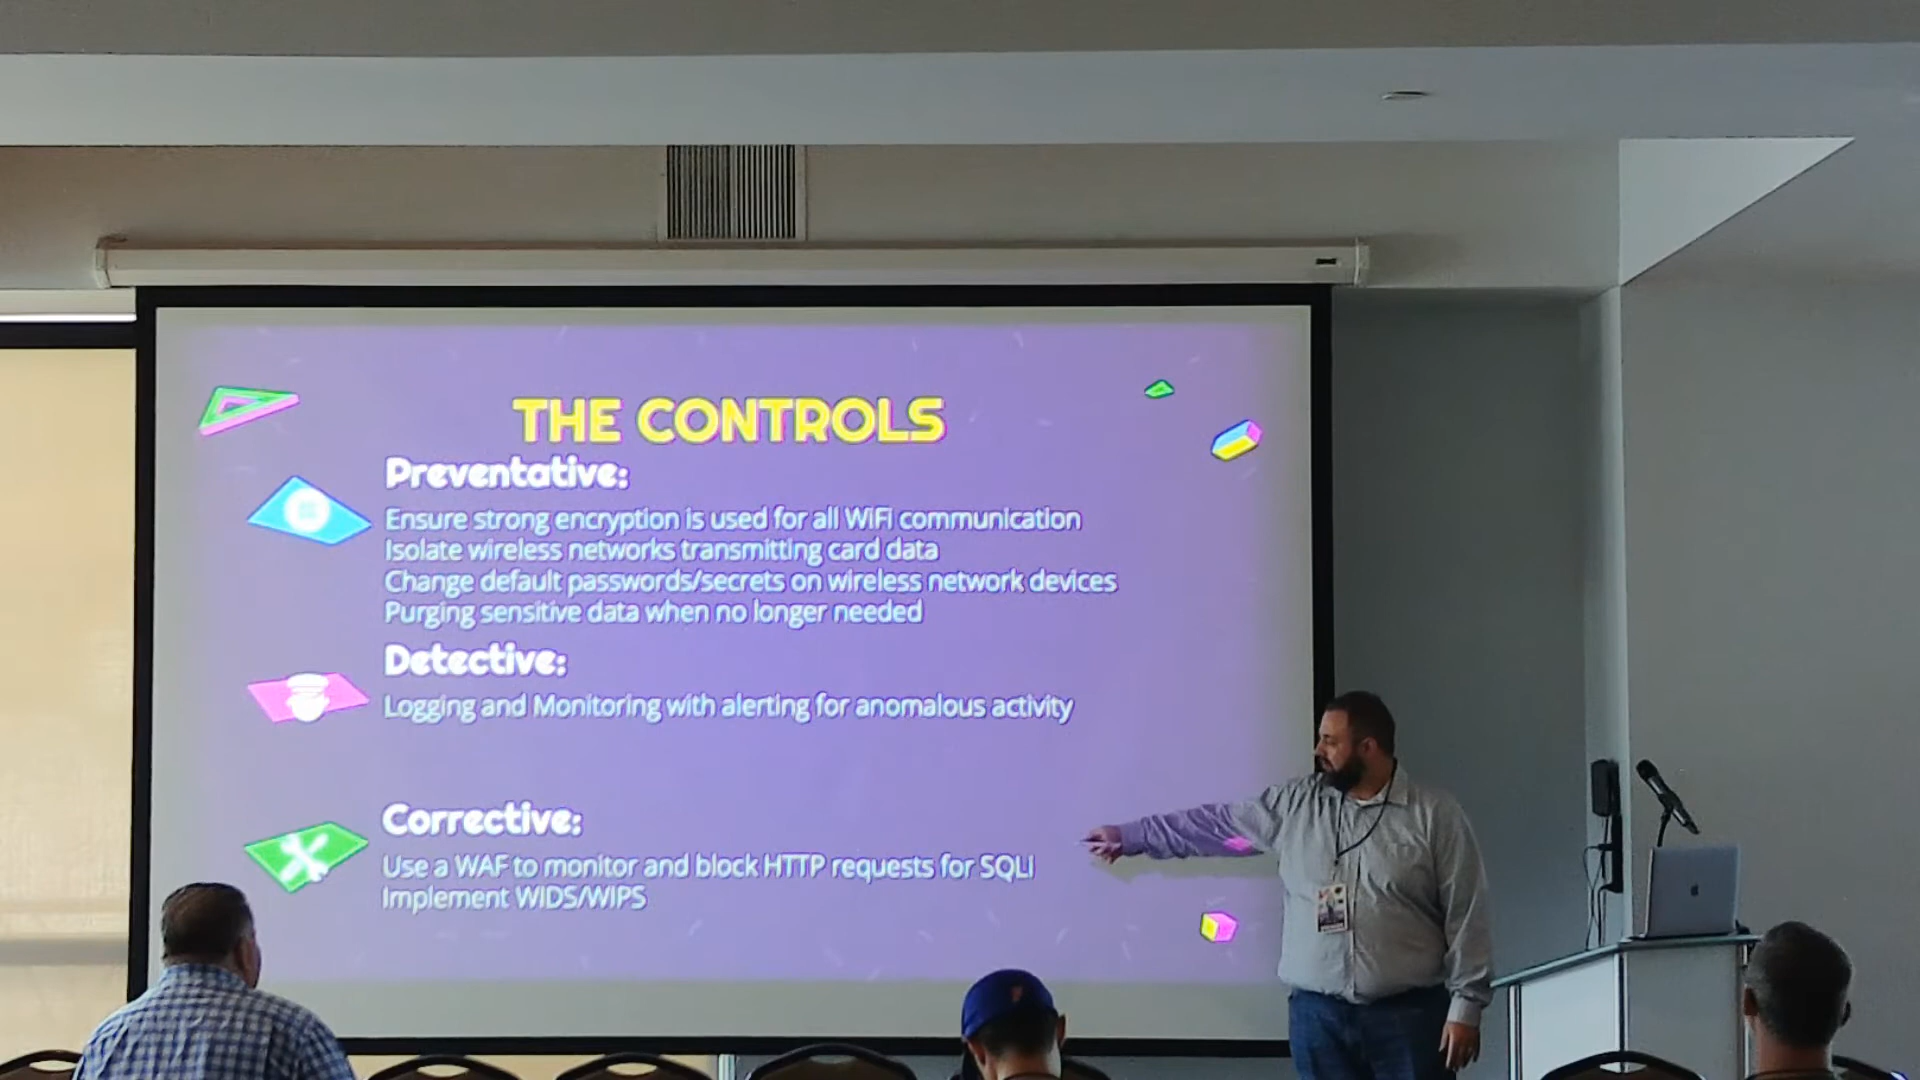 THE CONTROLS
Preventative:
Ensure strong encryption is used for all WiFi communication
Isolate wireless networks transmitting card data
Change default passwords/secrets on wireless network devices
Purging sensitive data when no longer needed
Detective:
Logging and Monitoring with alerting for anomalous activity
Corrective:
Use a WAF to monitor and block HTTP requests for SQLi
Implement WIDS/WIPS